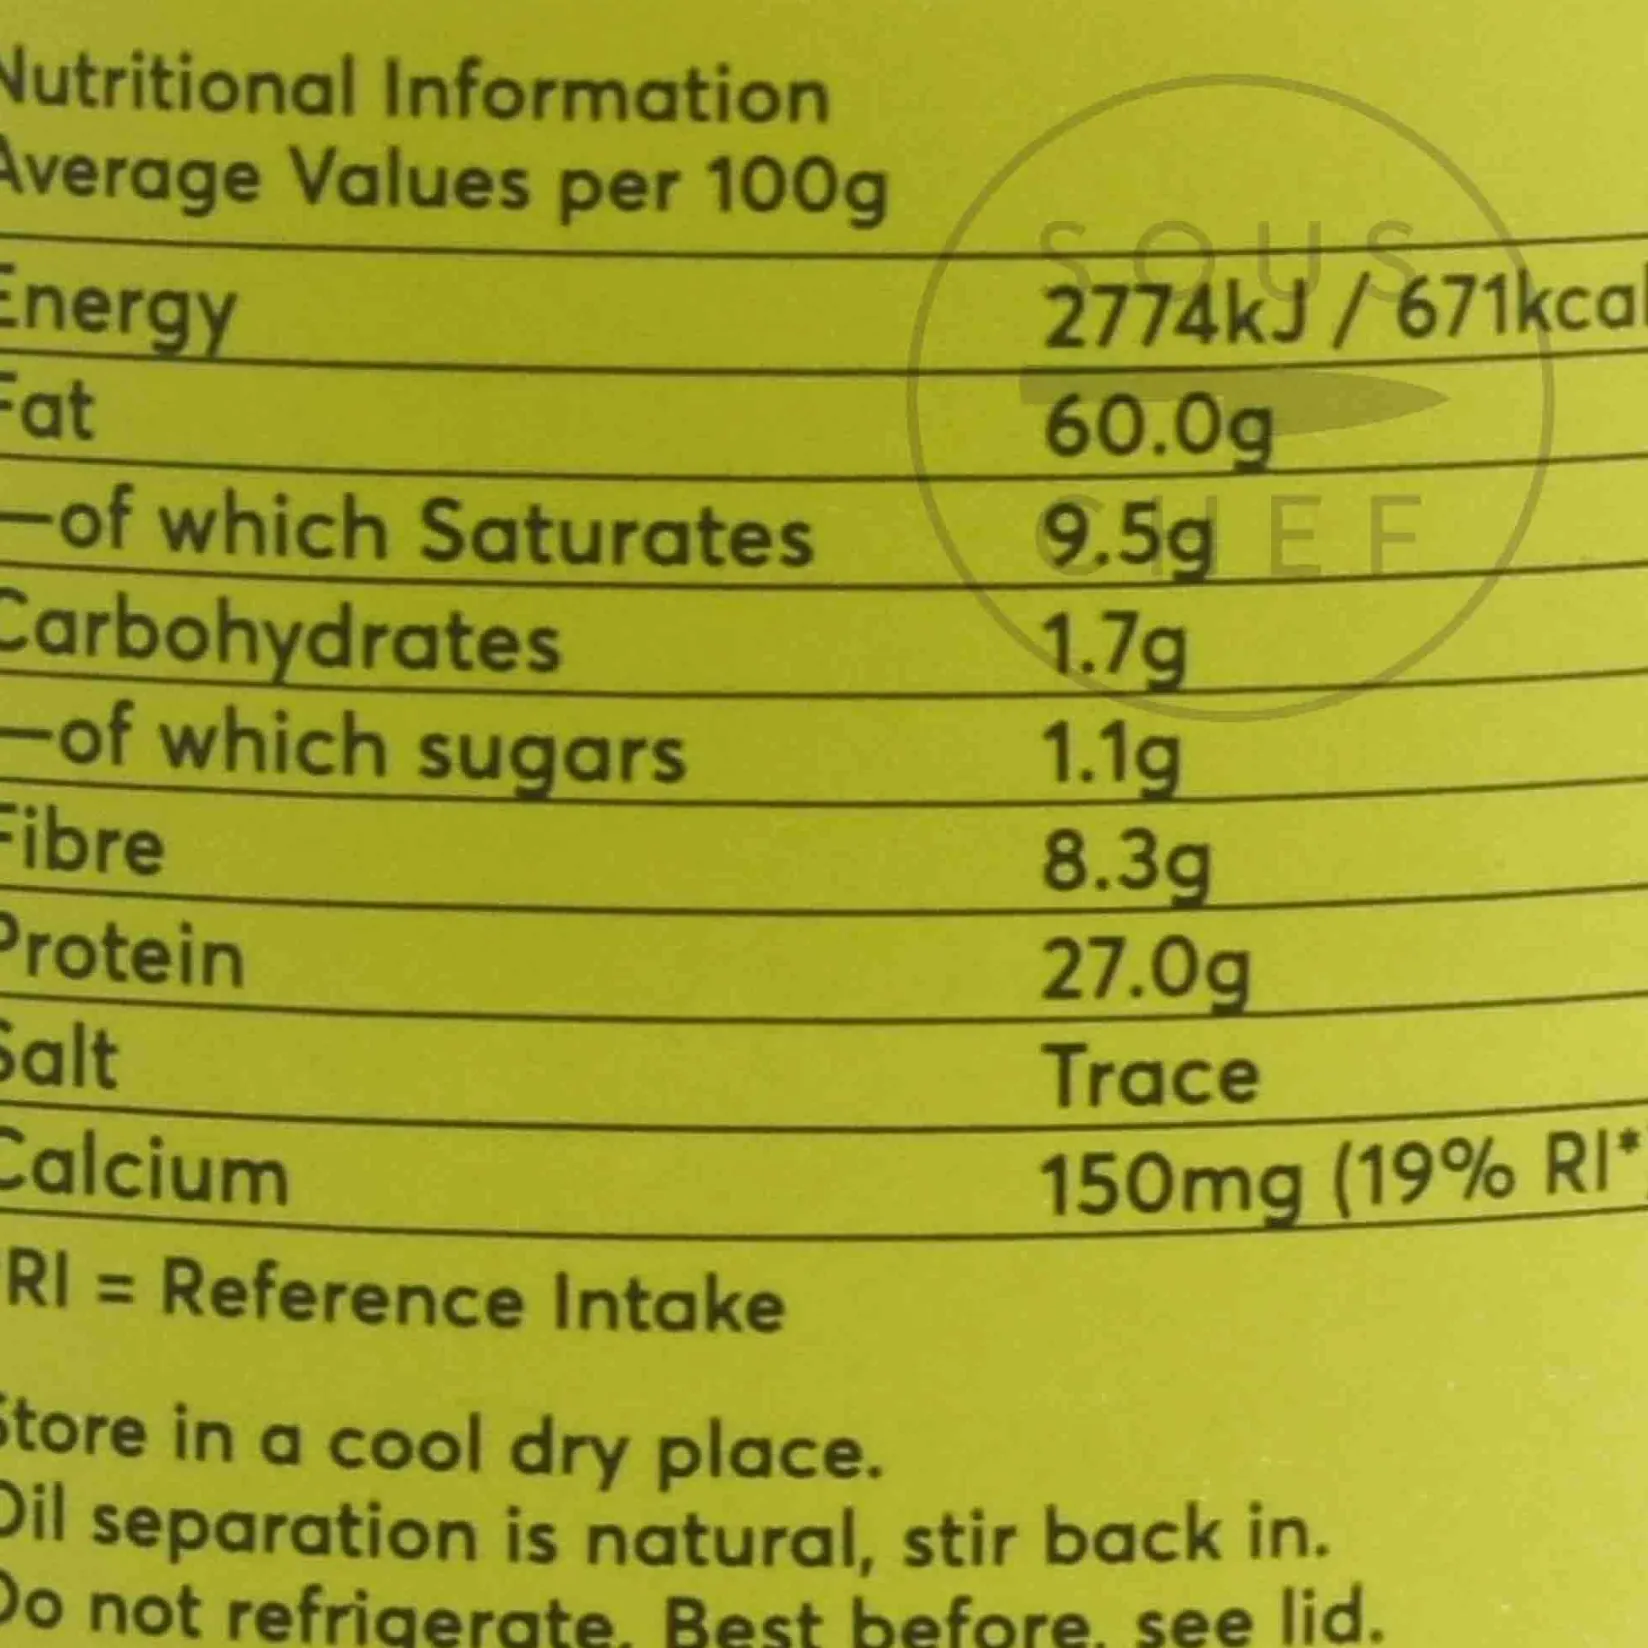 Nutritional Information
Average Values per 100g
SOUS
Energy 2774kJ / 671kcal
Fat 60.0g
—of which Saturates 9.5g
CHEF
Carbohydrates 1.7g
—of which sugars 1.1g
Fibre 8.3g
Protein 27.0g
Salt Trace
Calcium 150mg (19% RI*)
*RI = Reference Intake
Store in a cool dry place.
Oil separation is natural, stir back in.
Do not refrigerate. Best before, see lid.